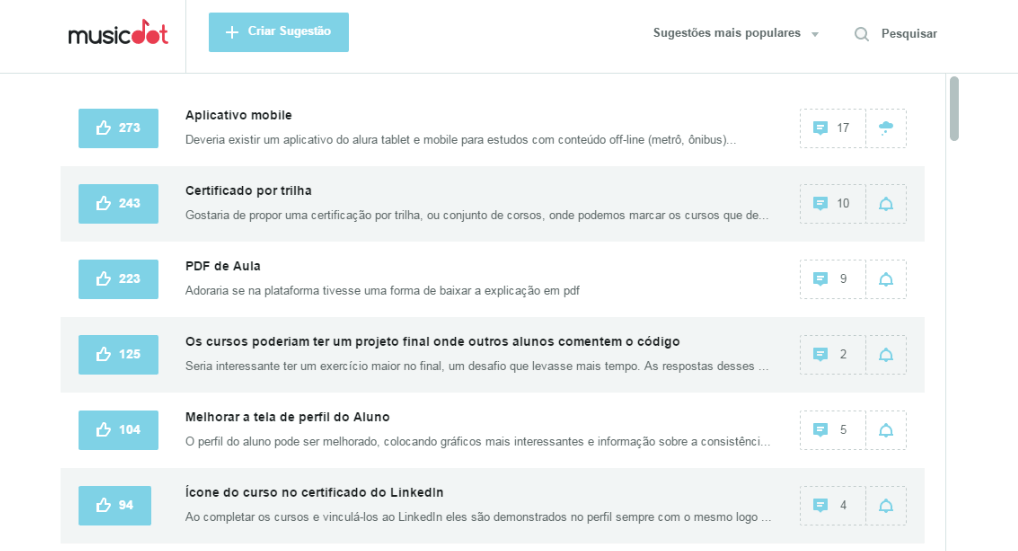 musicdot
Criar Sugestão
Sugestões mais populares
Pesquisar
273
Aplicativo mobile
Deveria existir um aplicativo do alura tablet e mobile para estudos com conteúdo off-line (metrô, ônibus)...
17
243
Certificado por trilha
Gostaria de propor uma certificação por trilha, ou conjunto de corsos, onde podemos marcar os cursos que de...
10
223
PDF de Aula
Adoraria se na plataforma tivesse uma forma de baixar a explicação em pdf
9
125
Os cursos poderiam ter um projeto final onde outros alunos comentem o código
Seria interessante ter um exercício maior no final, um desafio que levasse mais tempo. As respostas desses ...
2
104
Melhorar a tela de perfil do Aluno
O perfil do aluno pode ser melhorado, colocando gráficos mais interessantes e informação sobre a consistênci...
5
94
Ícone do curso no certificado do LinkedIn
Ao completar os cursos e vinculá-los ao LinkedIn eles são demonstrados no perfil sempre com o mesmo logo ...
4